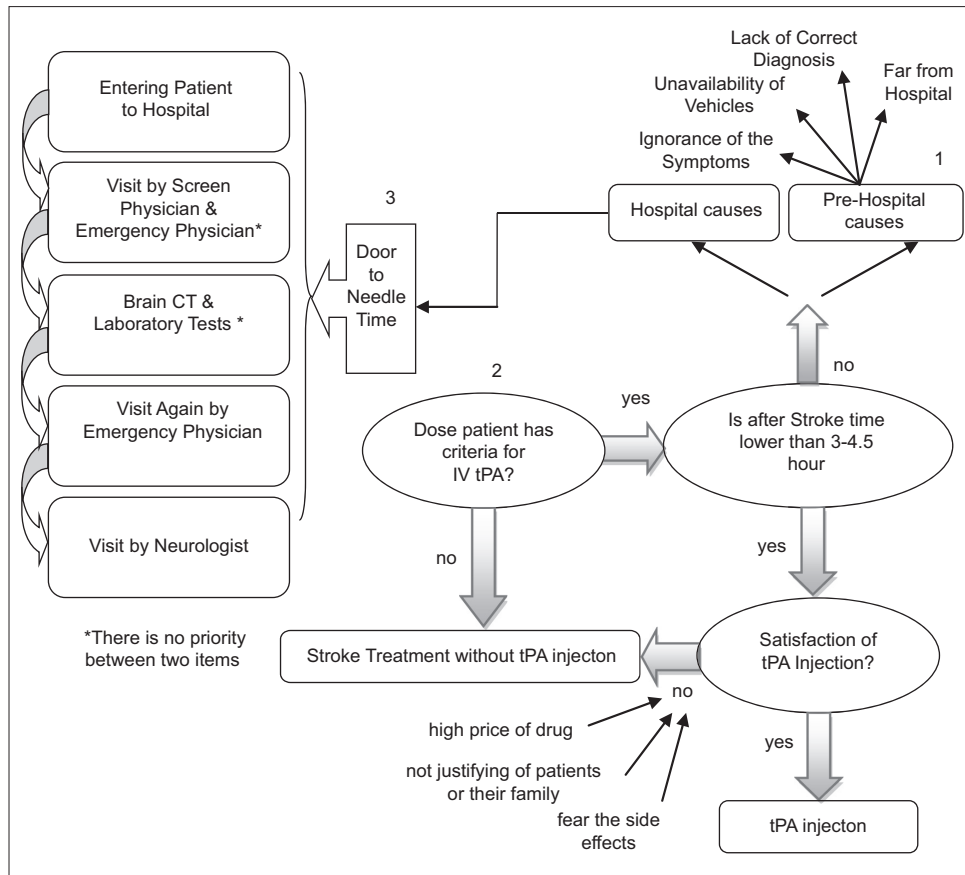 Entering Patient
to Hospital
Visit by Screen
Physician &
Emergency Physician*
Brain CT &
Laboratory Tests *
Visit Again by
Emergency Physician
Visit by Neurologist
*There is no priority
between two items
3
Door
to
Needle
Time
Lack of Correct
Diagnosis
Unavailability of
Vehicles
Far from
Hospital
Ignorance of the
Symptoms
1
Hospital causes
Pre-Hospital
causes
no
2
Dose patient has
criteria for
IV tPA?
yes
Is after Stroke time
lower than 3-4.5
hour
no
yes
Stroke Treatment without tPA injecton
Satisfaction of
tPA Injection?
no
high price of drug
not justifying of patients
or their family
fear the side
effects
yes
tPA injecton